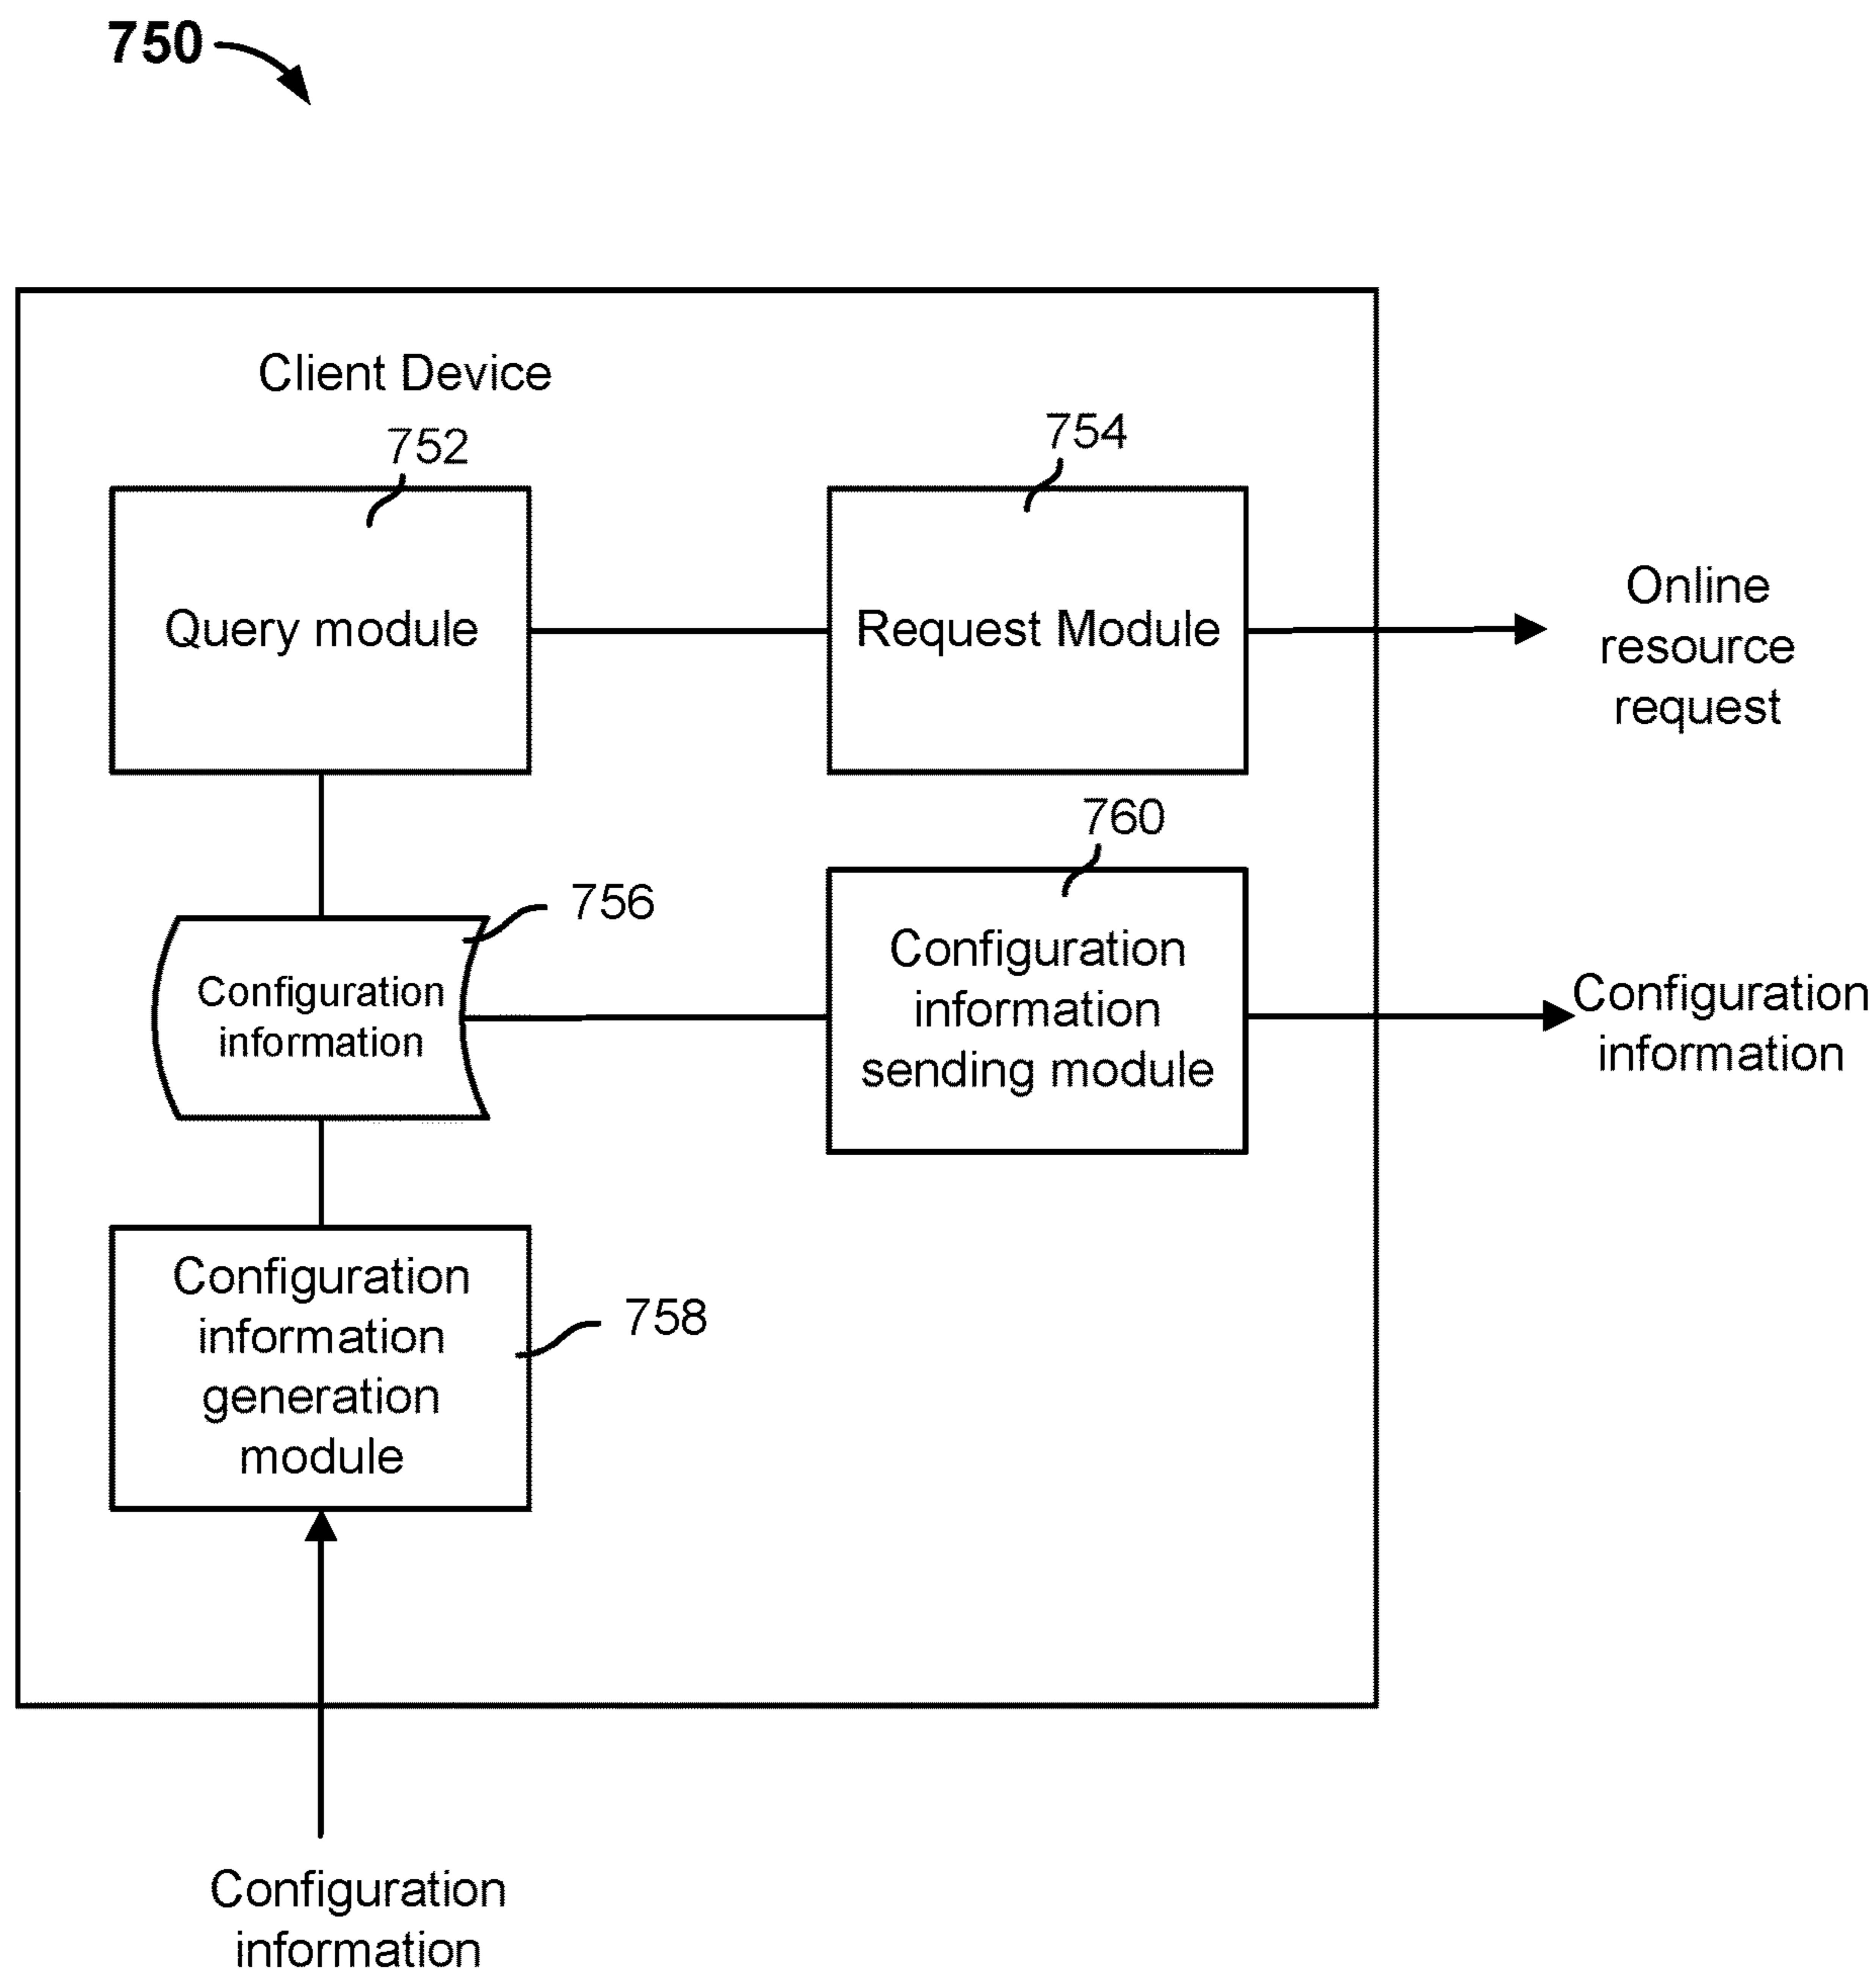 750
Client Device
752
754
Query module
Request Module
Online
resource
request
756
760
Configuration
information
Configuration
information
sending module
Configuration
information
758
Configuration
information
generation
module
Configuration
information